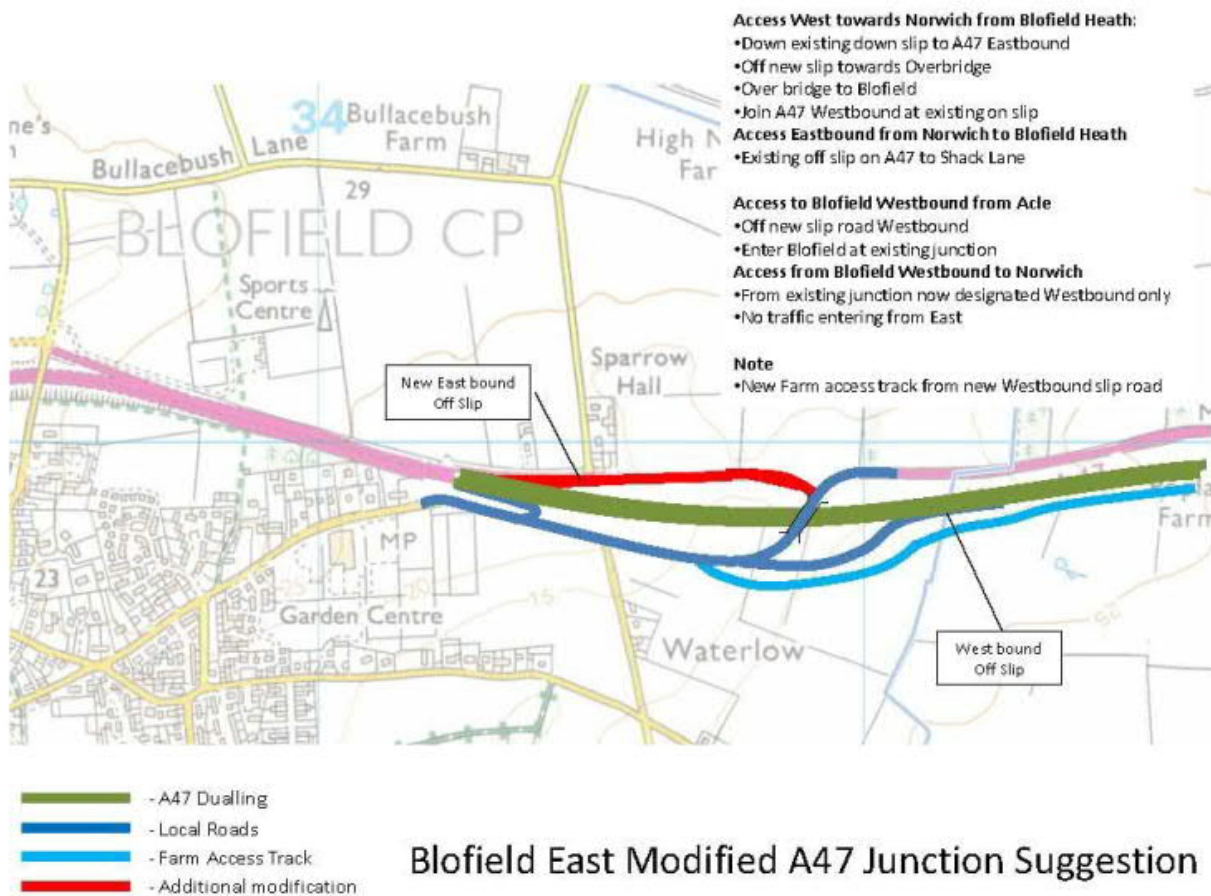 Access West towards Norwich from Blofield Heath:
•Down existing down slip to A47 Eastbound
•Off new slip towards Overbridge
•Over bridge to Blofield
•Join A47 Westbound at existing on slip
Access Eastbound from Norwich to Blofield Heath
•Existing off slip on A47 to Shack Lane
Access to Blofield Westbound from Acle
•Off new slip road Westbound
•Enter Blofield at existing junction
Access from Blofield Westbound to Norwich
•From existing junction now designated Westbound only
•No traffic entering from East
Note
•New Farm access track from new Westbound slip road
34
Bullacebush
Farm
High N
Far
ne's
Bullacebush Lane
29
BLOFIELD CP
Sports
Centre
New East bound
Off Slip
Sparrow
Hall
MP
23
25
20
15
Garden Centre
Waterlow
Farm
25
West bound
Off Slip
- A47 Dualling
- Local Roads
- Farm Access Track
- Additional modification
Blofield East Modified A47 Junction Suggestion